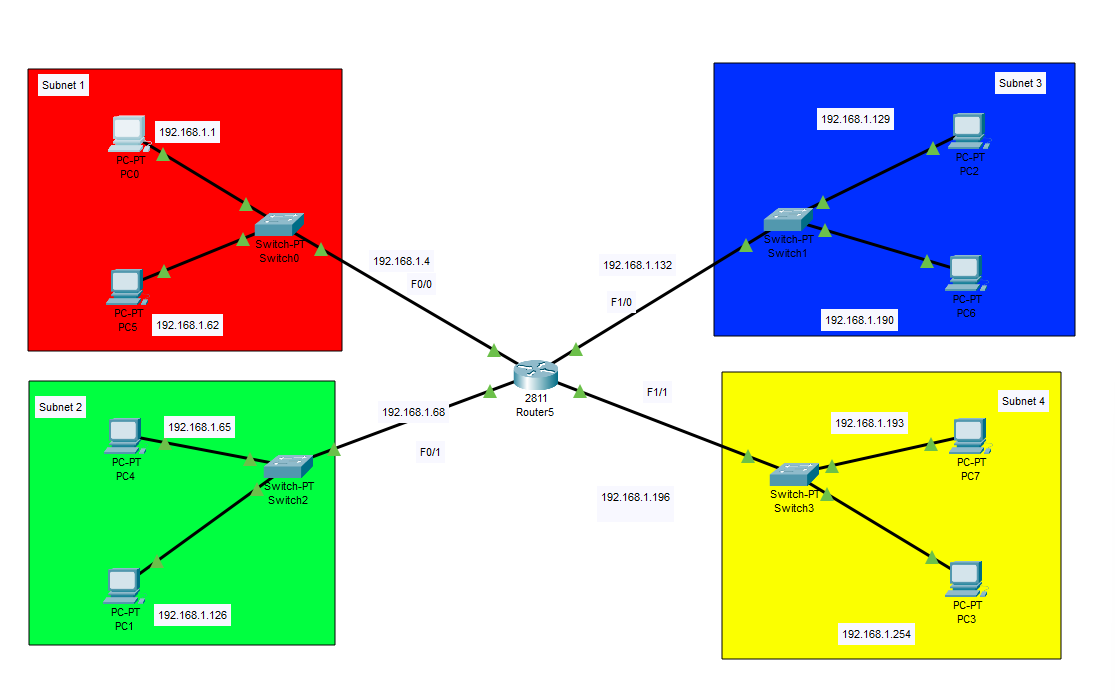 Subnet 1
192.168.1.1
PC-PT
PC0
Switch-PT
Switch0
PC-PT
PC5
192.168.1.62
192.168.1.4
F0/0
Subnet 3
192.168.1.129
PC-PT
PC2
Switch-PT
Switch1
PC-PT
PC6
192.168.1.190
192.168.1.132
F1/0
2811
Router5
Subnet 2
192.168.1.65
PC-PT
PC4
Switch-PT
Switch2
PC-PT
PC1
192.168.1.126
192.168.1.68
F0/1
F1/1
192.168.1.196
Subnet 4
192.168.1.193
PC-PT
PC7
Switch-PT
Switch3
PC-PT
PC3
192.168.1.254